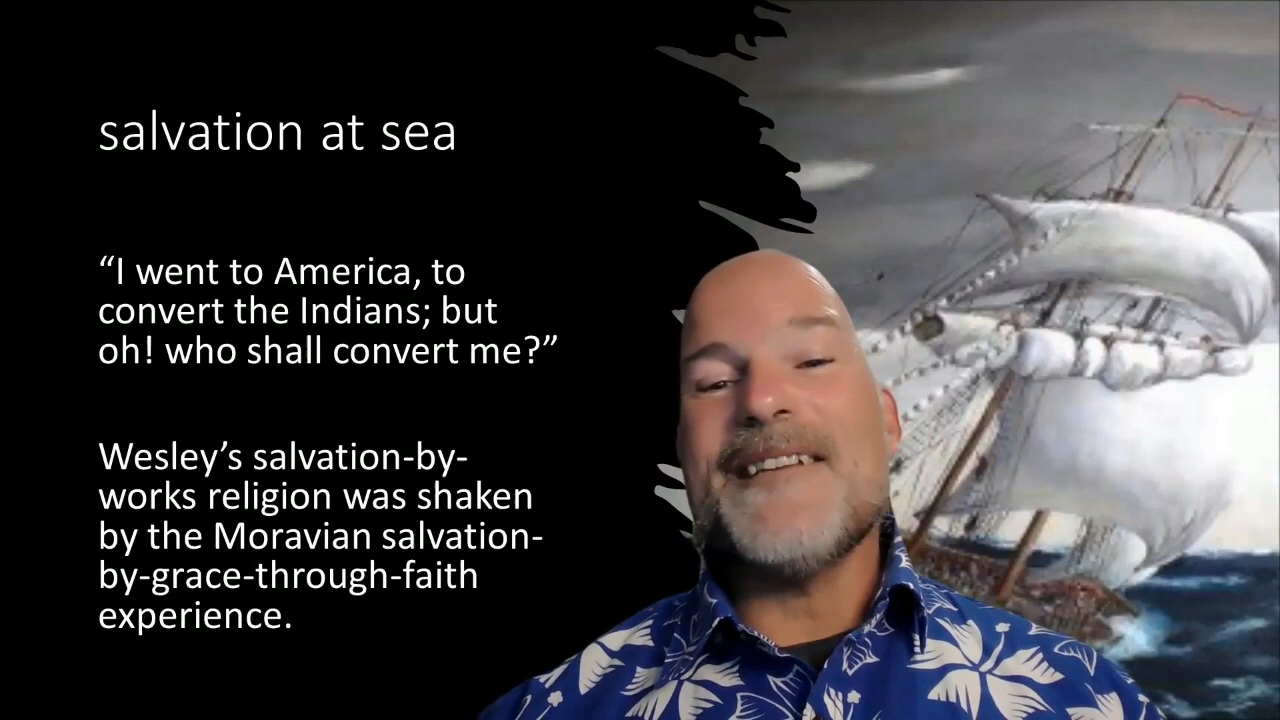 salvation at sea
“I went to America, to
convert the Indians; but
oh! who shall convert me?”
Wesley’s salvation-by-
works religion was shaken
by the Moravian salvation-
by-grace-through-faith
experience.